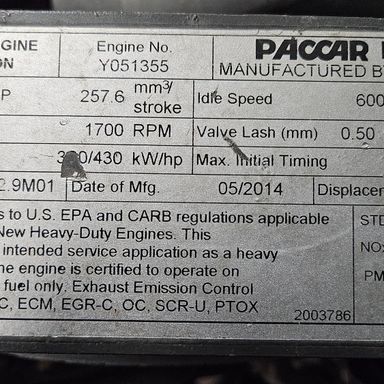 GINE Engine No. PACCAR
ON Y051355 MANUFACTURED B
P 257.6 mm³/ stroke Idle Speed 600
1700 RPM Valve Lash (mm) 0.50
/430 kW/hp Max. Initial Timing
2.9M01 Date of Mfg. 05/2014 Displacem
s to U.S. EPA and CARB regulations applicable
New Heavy-Duty Engines. This
intended service application as a heavy
he engine is certified to operate on
fuel only. Exhaust Emission Control
C, ECM, EGR-C, OC, SCR-U, PTOX
STD
NO
PM
2003786